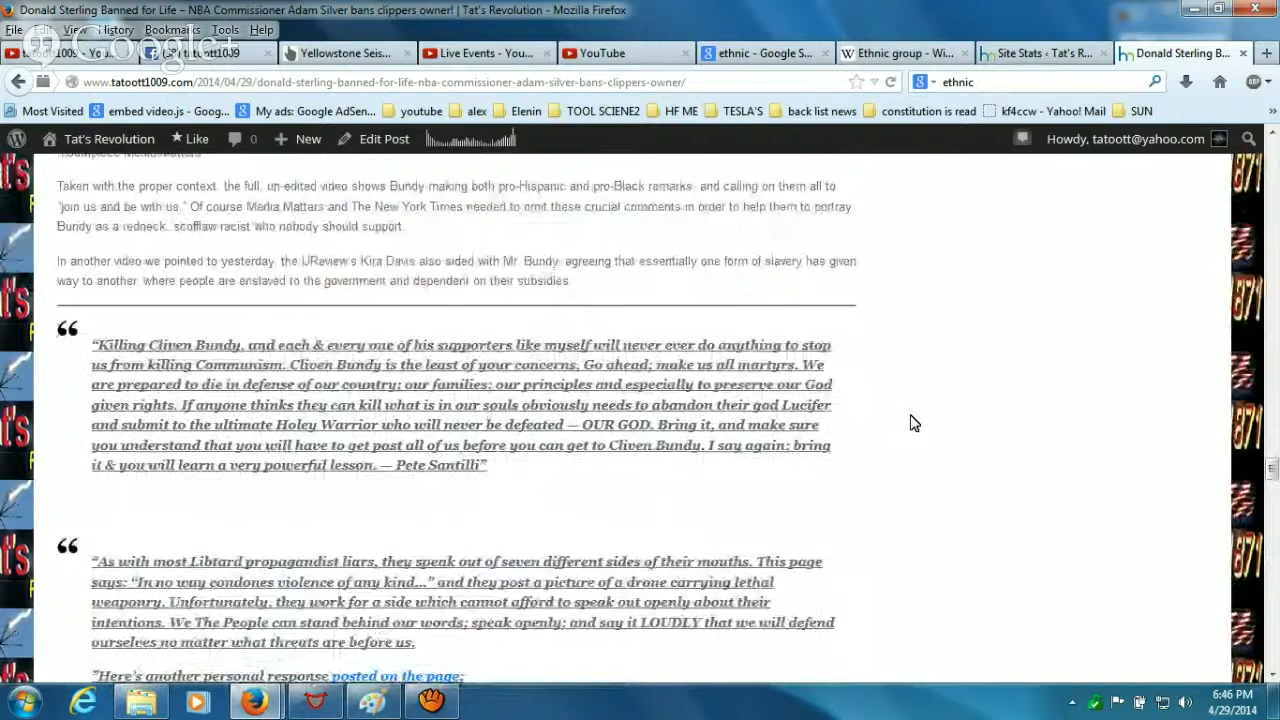 Donald Sterling Banned for Life – NBA Commissioner Adam Silver bans clippers owner! | Tat's Revolution - Mozilla Firefox
File Edit View History Bookmarks Tools Help
Google+
tatoott1009 - You... tatoott1009 Yellowstone Seis... Live Events - You... YouTube ethnic - Google S... Ethnic group - Wi... Site Stats ‹ Tat's R... Donald Sterling B...
www.tatoott1009.com/2014/04/29/donald-sterling-banned-for-life-nba-commissioner-adam-silver-bans-clippers-owner/ ethnic ABP
Most Visited embed video.js - Goog... My ads: Google AdSen... youtube alex Elenin TOOL SCIENE2 HF ME TESLA'S back list news constitution is read kf4ccw - Yahoo! Mail SUN
Tat's Revolution Like 0 New Edit Post Howdy, tatoott@yahoo.com
Taken with the proper context, the full, un-edited video shows Bundy making both pro-Hispanic and pro-Black remarks, and calling on them all to
"join us and be with us." Of course Media Matters and The New York Times needed to omit these crucial comments in order to help them to portray
Bundy as a redneck, scofflaw racist who nobody should support.
In another video we pointed to yesterday, the IJReview's Kira Davis also sided with Mr. Bundy, agreeing that essentially one form of slavery has given
way to another, where people are enslaved to the government and dependent on their subsidies.
“
“Killing Cliven Bundy, and each & every one of his supporters like myself will never ever do anything to stop
us from killing Communism. Cliven Bundy is the least of your concerns. Go ahead; make us all martyrs. We
are prepared to die in defense of our country; our families; our principles and especially to preserve our God
given rights. If anyone thinks they can kill what is in our souls obviously needs to abandon their god Lucifer
and submit to the ultimate Holey Warrior who will never be defeated — OUR GOD. Bring it, and make sure
you understand that you will have to get past all of us before you can get to Cliven Bundy. I say again; bring
it & you will learn a very powerful lesson. — Pete Santilli”
“
“As with most Libtard propagandist liars, they speak out of seven different sides of their mouths. This page
says: “In no way condones violence of any kind…” and they post a picture of a drone carrying lethal
weaponry. Unfortunately, they work for a side which cannot afford to speak out openly about their
intentions. We The People can stand behind our words; speak openly; and say it LOUDLY that we will defend
ourselves no matter what threats are before us.
”Here’s another personal response posted on the page:
6:46 PM
4/29/2014